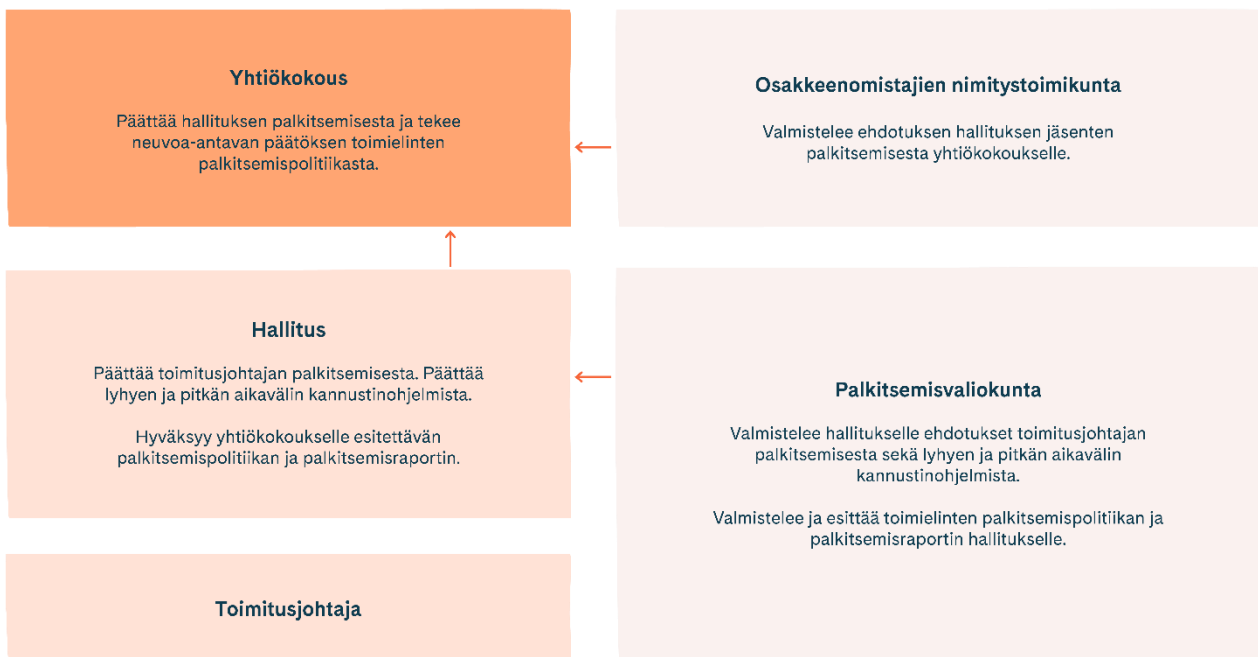 Yhtiökokous
Päättää hallituksen palkitsemisesta ja tekee
neuvoa-antavan päätöksen toimielinten
palkitsemispolitiikasta.
Osakkeenomistajien nimitystoimikunta
Valmistelee ehdotuksen hallituksen jäsenten
palkitsemisesta yhtiökokoukselle.
Hallitus
Päättää toimitusjohtajan palkitsemisesta. Päättää
lyhyen ja pitkän aikavälin kannustinohjelmista.
Hyväksyy yhtiökokoukselle esitettävän
palkitsemispolitiikan ja palkitsemisraportin.
Palkitsemisvaliokunta
Valmistelee hallitukselle ehdotukset toimitusjohtajan
palkitsemisesta sekä lyhyen ja pitkän aikavälin
kannustinohjelmista.
Valmistelee ja esittää toimielinten palkitsemispolitiikan ja
palkitsemisraportin hallitukselle.
Toimitusjohtaja